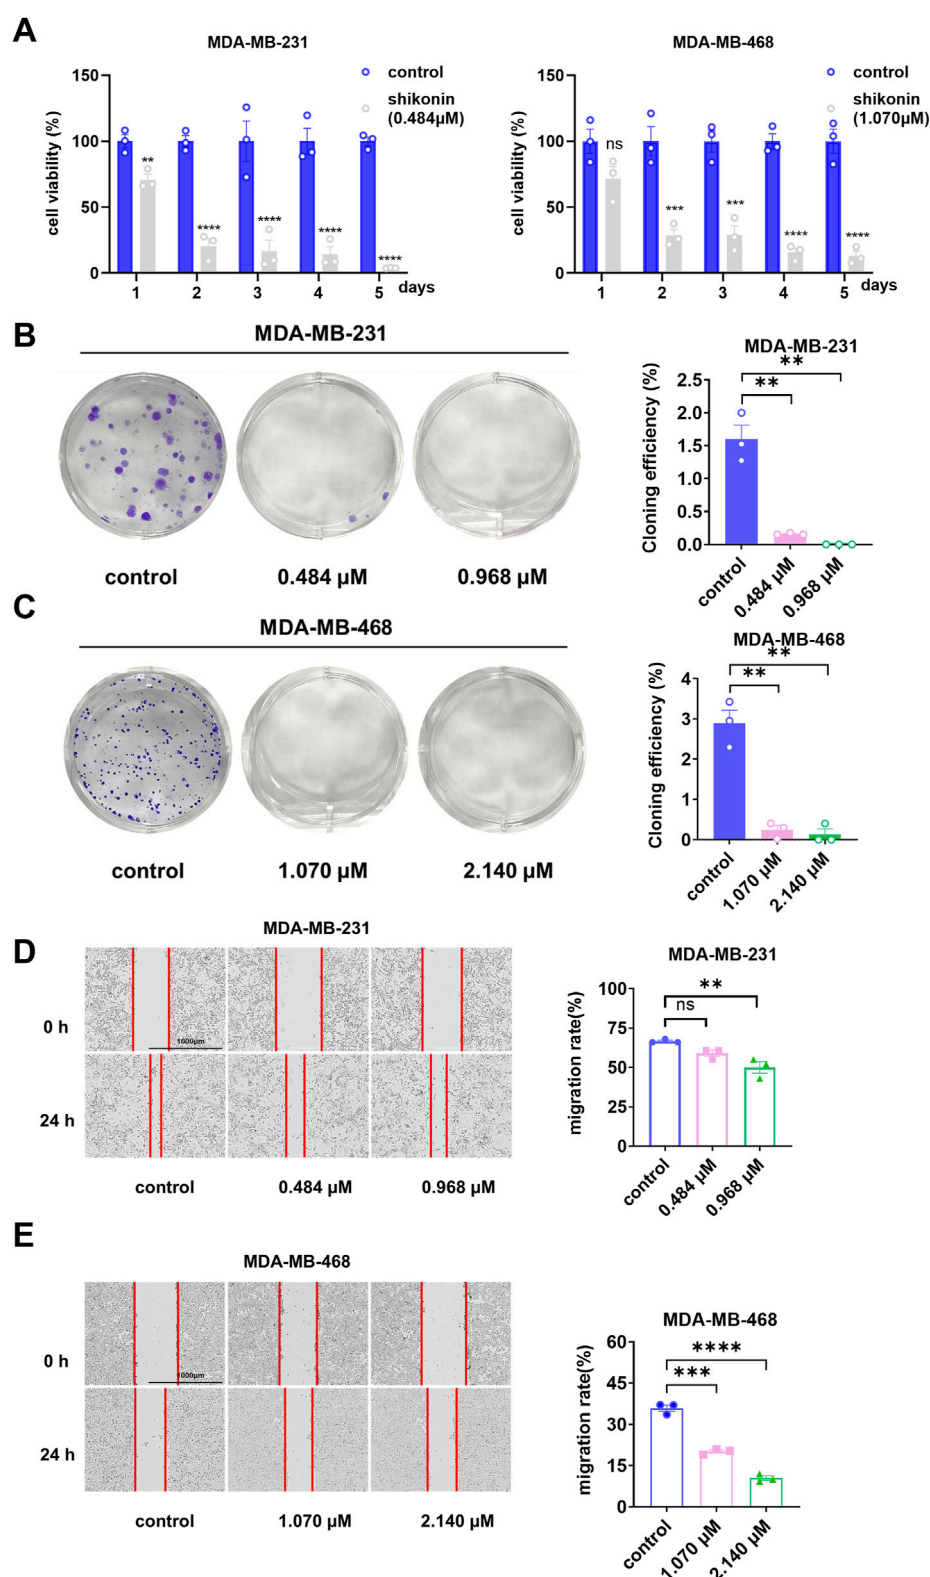 A
MDA-MB-231
cell viability (%)
150
100
50
0
control
shikonin
(0.484μM)
**
****
****
****
****
1
2
3
4
5
days
MDA-MB-468
cell viability (%)
150
100
50
0
control
shikonin
(1.070μM)
ns
***
***
****
****
1
2
3
4
5
days
B
MDA-MB-231
control
0.484 μM
0.968 μM
MDA-MB-231
Cloning efficiency (%)
2.5
2.0
1.5
1.0
0.5
0.0
**
**
control
0.484 μM
0.968 μM
C
MDA-MB-468
control
1.070 μM
2.140 μM
MDA-MB-468
Cloning efficiency (%)
4
3
2
1
0
**
**
control
1.070 μM
2.140 μM
D
MDA-MB-231
0 h
1000μm
24 h
control
0.484 μM
0.968 μM
MDA-MB-231
migration rate(%)
100
75
50
25
0
**
ns
control
0.484 μM
0.968 μM
E
MDA-MB-468
0 h
1000μm
24 h
control
1.070 μM
2.140 μM
MDA-MB-468
migration rate(%)
60
45
30
15
0
****
***
control
1.070 μM
2.140 μM